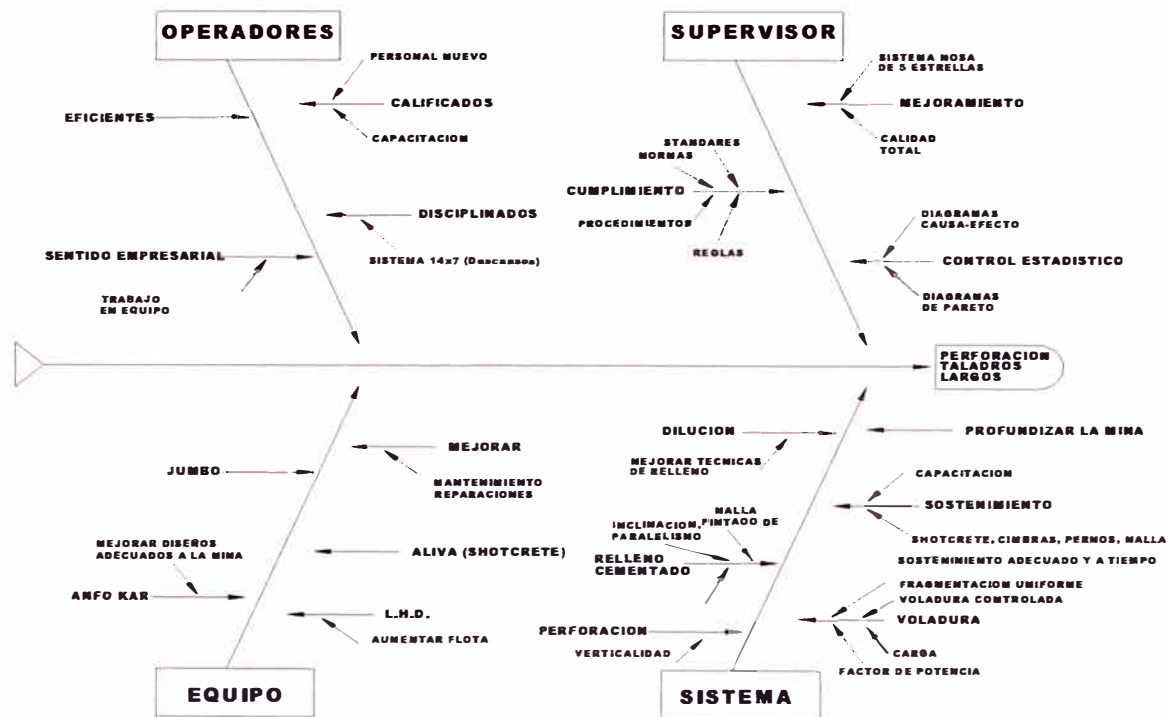 OPERADORES
PERSONAL MUEVO
CALIFICADOS
EFICIENTES
CAPACITACION
DISCIPLINADOS
SENTIDO EMPRESARIAL
SISTEMA 14x7 (Descansos)
TRABAJO
EN EQUIPO
SUPERVISOR
SISTEMA NOSA
DE 5 ESTRELLAS
MEJORAMIENTO
CALIDAD
TOTAL
STANDARES
NORMAS
CUMPLIMIENTO
PROCEDIMIENTOS
REGLAS
DIAGRAMAS
CAUSA-EFECTO
CONTROL ESTADISTICO
DIAGRAMAS
DE PARETO
PERFORACION
TALADROS
LARGOS
MEJORAR
JUMBO
MANTENIMIENTO
REPARACIONES
MEJORAR DISEÑOS
ADECUADOS A LA MINA
ALIVA (SHOTCRETE)
ANFO KAR
L.H.D.
AUMENTAR FLOTA
EQUIPO
DILUCION
PROFUNDIZAR LA MINA
MEJORAR TECNICAS
DE RELLENO
CAPACITACION
SOSTENIMIENTO
MALLA
PINTADO DE
INCLINACION,
PARALELISMO
SHOTCRETE, CIMBRAS, PERNOS, MALLA
RELLENO
CEMENTADO
SOSTENIMIENTO ADECUADO Y A TIEMPO
FRAGMENTACION UNIFORME
VOLADURA CONTROLADA
VOLADURA
PERFORACION
VERTICALIDAD
CARGA
FACTOR DE POTENCIA
SISTEMA